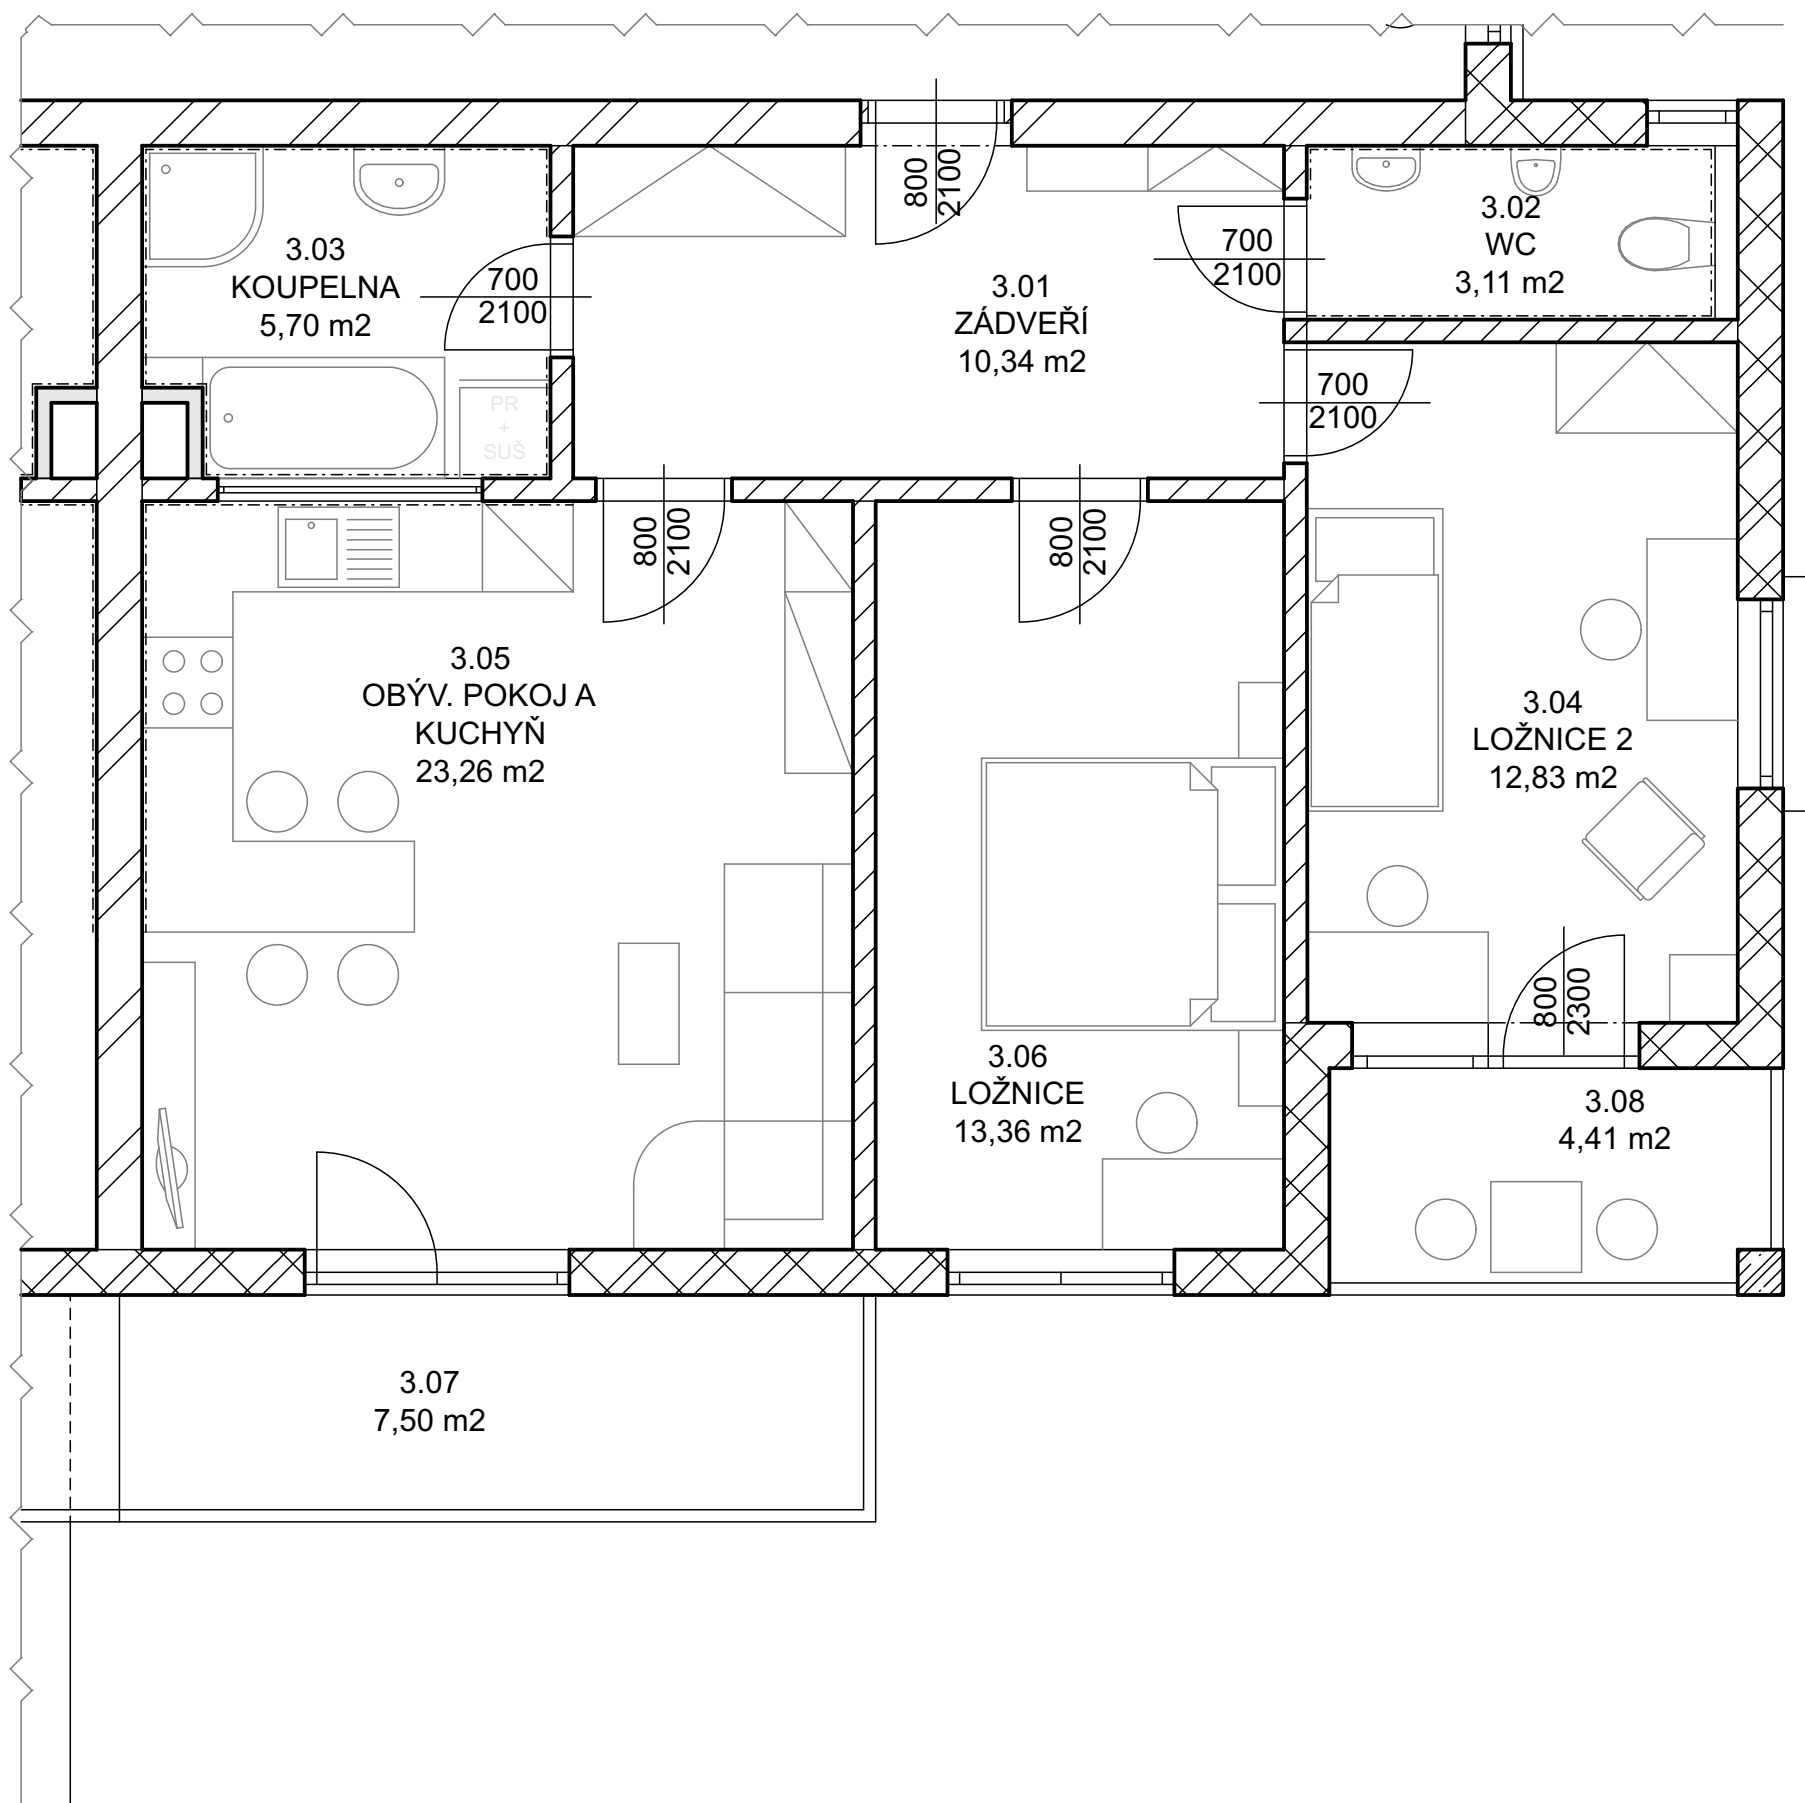 800
2100
3.03
KOUPELNA
5,70 m2
700
2100
3.01
ZÁDVEŘÍ
10,34 m2
700
2100
3.02
WC
3,11 m2
700
2100
PR
+
SUŠ
800
2100
800
2100
3.05
OBÝV. POKOJ A
KUCHYŇ
23,26 m2
3.04
LOŽNICE 2
12,83 m2
800
2300
3.06
LOŽNICE
13,36 m2
3.08
4,41 m2
3.07
7,50 m2